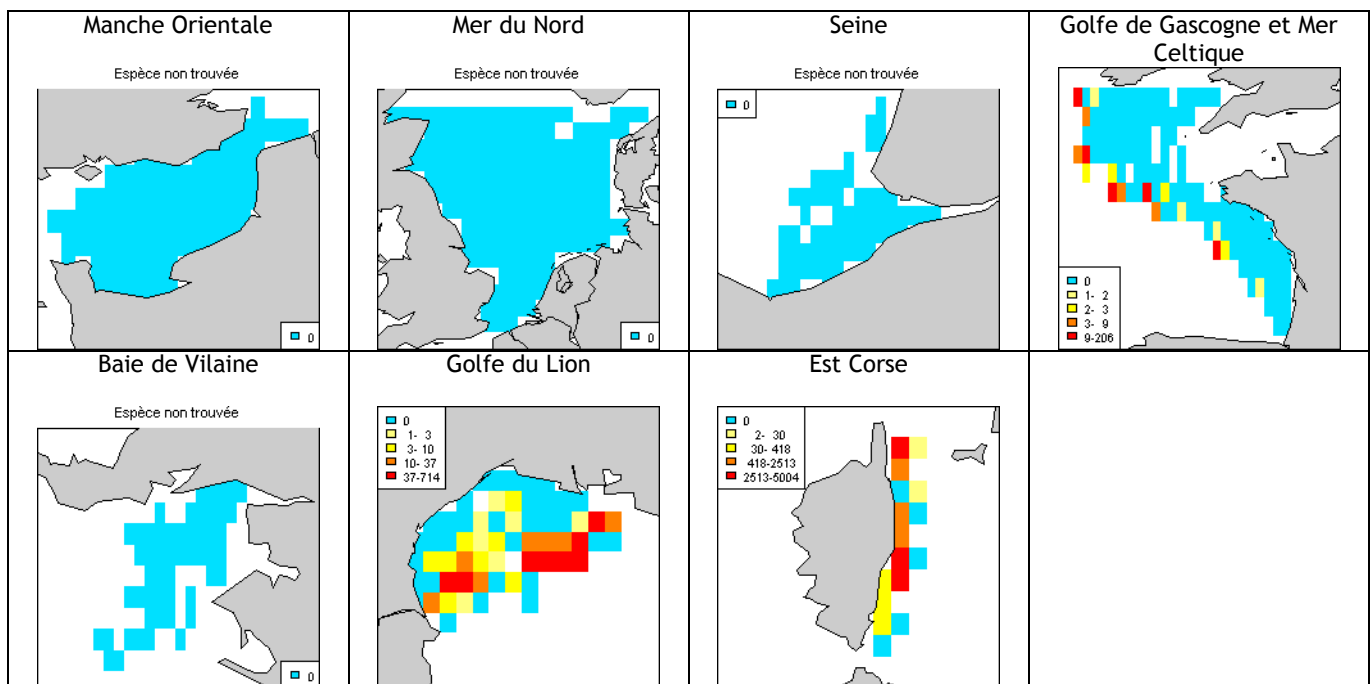 Manche Orientale
Espèce non trouvée
0
Mer du Nord
Espèce non trouvée
0
Seine
Espèce non trouvée
0
Golfe de Gascogne et Mer
Celtique
0
1- 2
2- 3
3- 9
9-206
Baie de Vilaine
Espèce non trouvée
0
Golfe du Lion
0
1- 3
3- 10
10- 37
37-714
Est Corse
0
2- 30
30- 418
418-2513
2513-5004